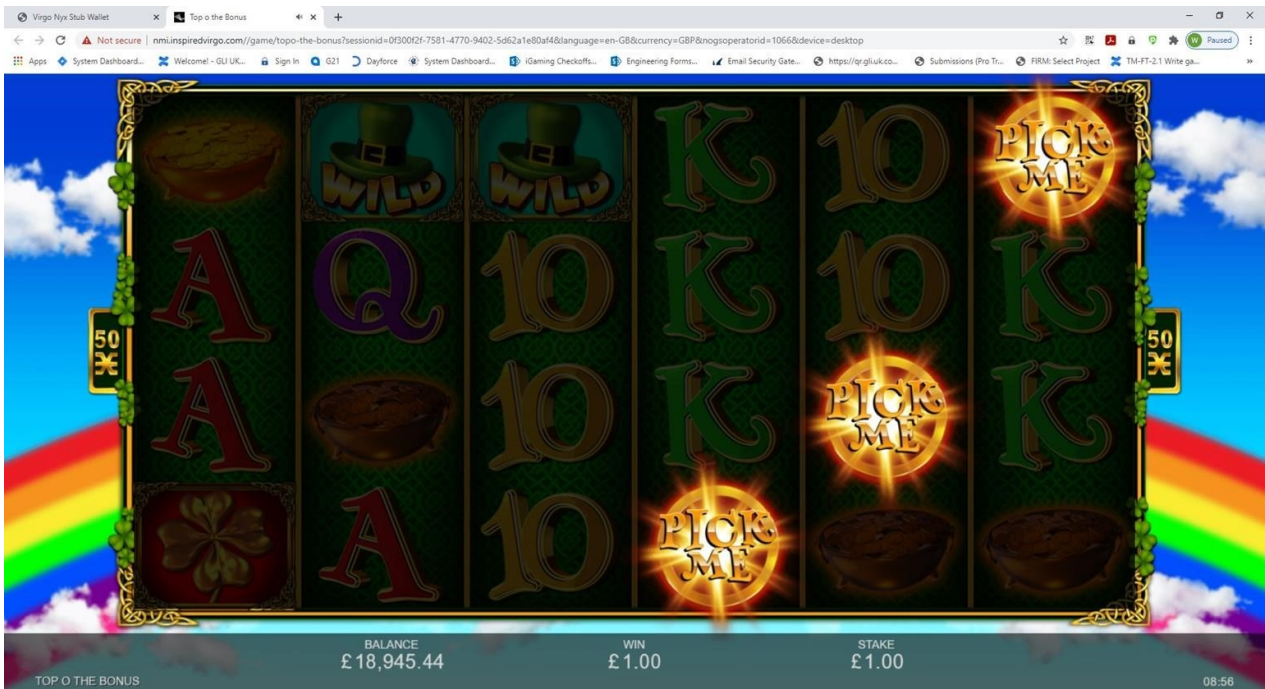 Virgo Nyx Stub Wallet
Top o the Bonus
Not secure | nmi.inspiredvirgo.com//game/topo-the-bonus?sessionid=0f300f2f-7581-4770-9402-5d62a1e80af4&language=en-GB&currency=GBP&nogsoperatorid=1066&device=desktop
W Paused
Apps System Dashboard... Welcome! - GLI UK... Sign In G21 Dayforce System Dashboard... iGaming Checkoffs... Engineering Forms... Email Security Gate... https://qr.gli.uk.co... Submissions (Pro Tr... FIRM: Select Project TM-FT-2.1 Write ga... »
WILD WILD K 10 PICK ME
A Q 10 K 10 K
50 50
A 10 K PICK ME K
A 10 PICK ME
BALANCE WIN STAKE
£18,945.44 £1.00 £1.00
TOP O THE BONUS 08:56